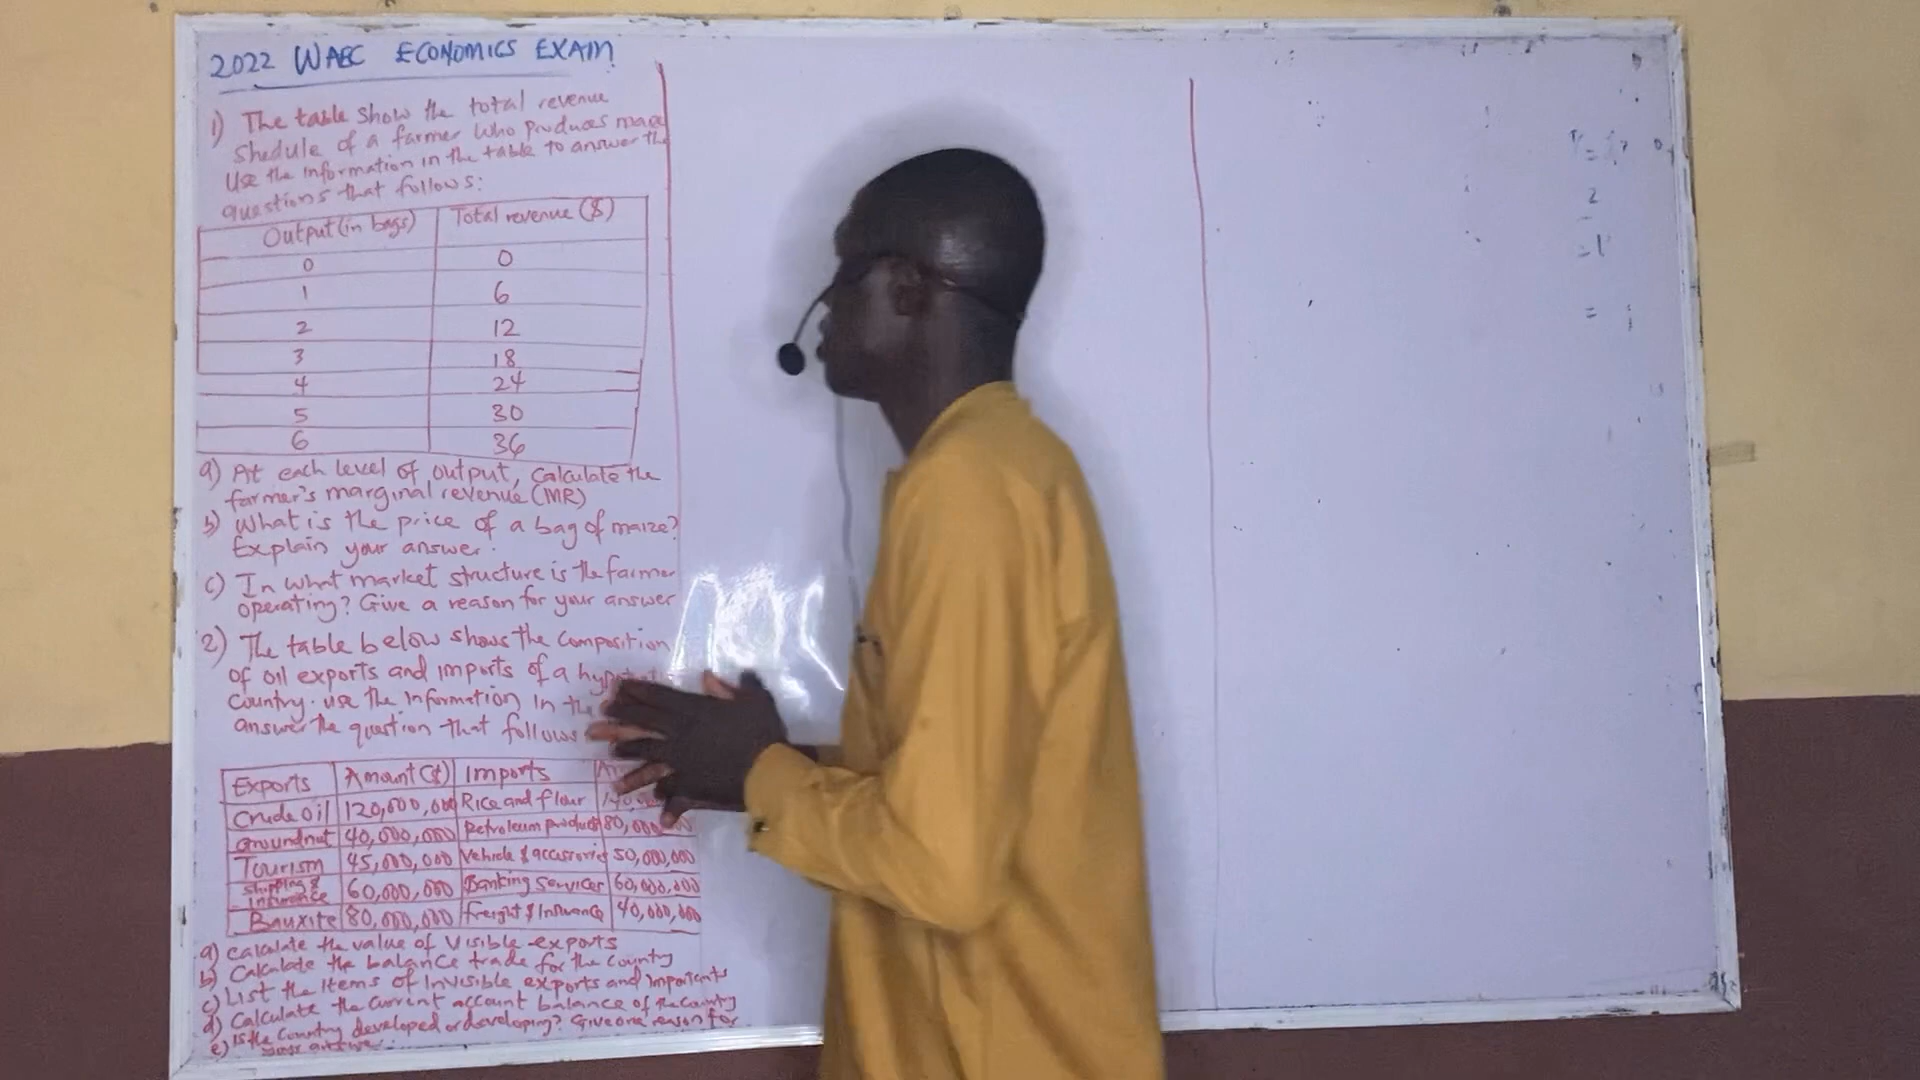 2022 WAEC ECONOMICS EXAM
1) The table show the total revenue
Shedule of a farmer who produces
Use the information in the table to answer the
questions that follows:
Output (in bags) Total revenue ($)
0 0
1 6
2 12
3 18
4 24
5 30
6 36
a) At each level of output, Calculate the
farmer's marginal revenue (MR)
b) What is the price of a bag of maize?
Explain your answer.
c) In what market structure is the farmer
operating? Give a reason for your answer
2) The table below shows the Composition
of oil exports and imports of a
Country. use the Information In the
answer the question that follows
Exports Amount ($) Imports
Crude oil 120,000,000 Rice and flour
Groundnut 40,000,000 Petroleum product 80,000,000
Tourism 45,000,000 Vehicle & accessories 50,000,000
Shipping & insurance 60,000,000 Banking services 60,000,000
Bauxite 80,000,000 freight & Insurance 40,000,000
a) Calculate the value of Visible exports
b) Calculate the balance trade for the country
c) List the Items of Invisible exports and
d) Calculate the Current account balance of the Country
e) Is the Country developed or developing? Give one reason for
your answer.